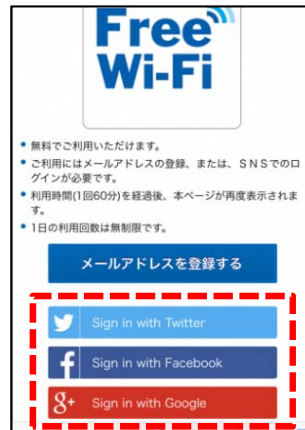 Free
Wi-Fi
• 無料でご利用いただけます。
• ご利用にはメールアドレスの登録、または、ＳＮＳでのロ
グインが必要です。
• 利用時間(1回60分)を経過後、本ページが再度表示されま
す。
• 1日の利用回数は無制限です。
メールアドレスを登録する
Sign in with Twitter
f Sign in with Facebook
g+ Sign in with Google